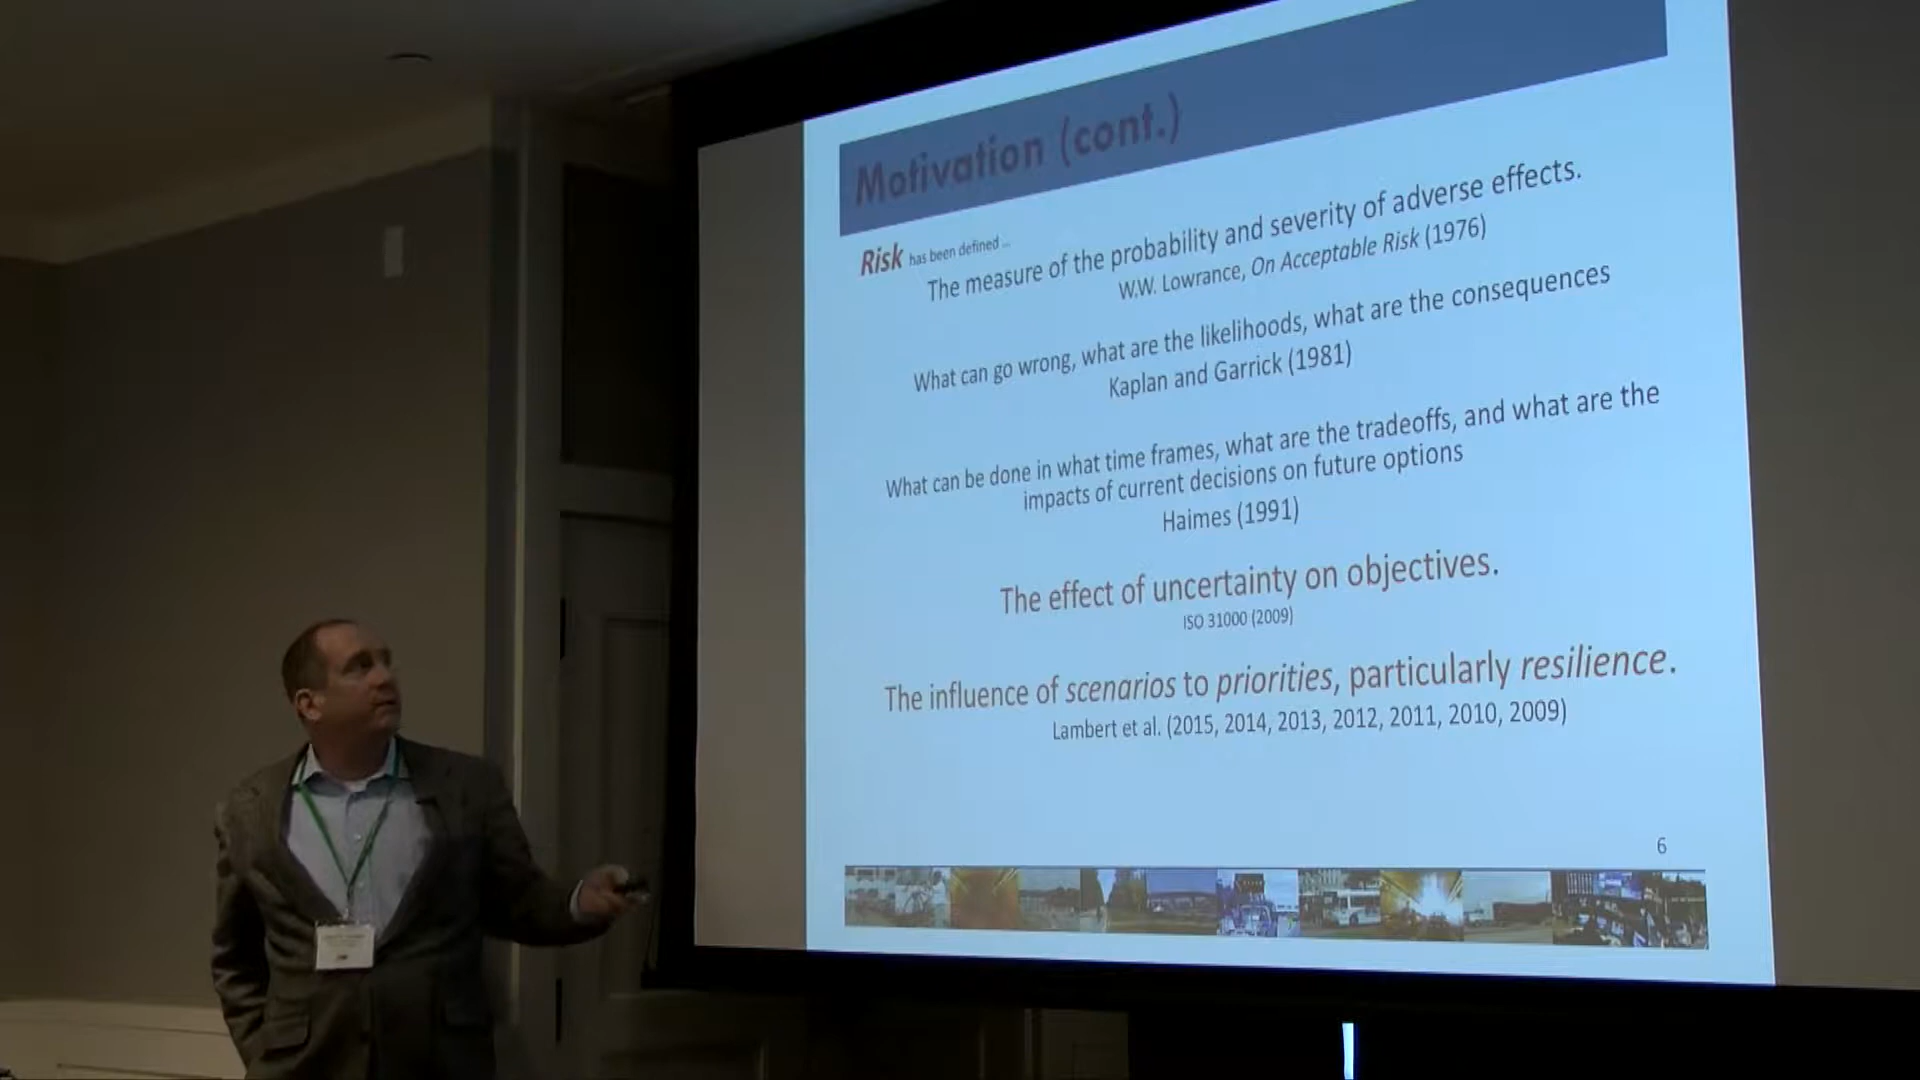 Motivation (cont.)
Risk has been defined ...
The measure of the probability and severity of adverse effects.
W.W. Lowrance, On Acceptable Risk (1976)
What can go wrong, what are the likelihoods, what are the consequences
Kaplan and Garrick (1981)
What can be done in what time frames, what are the tradeoffs, and what are the
impacts of current decisions on future options
Haimes (1991)
The effect of uncertainty on objectives.
ISO 31000 (2009)
The influence of scenarios to priorities, particularly resilience.
Lambert et al. (2015, 2014, 2013, 2012, 2011, 2010, 2009)
6